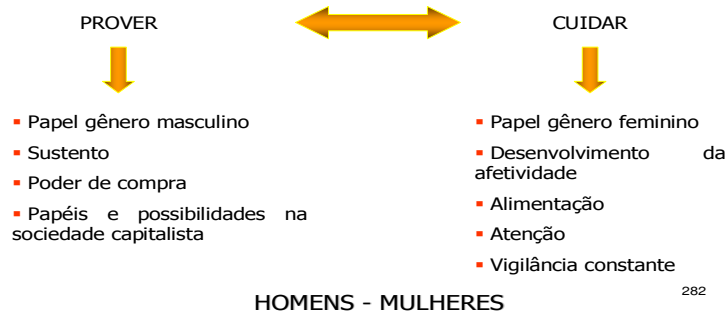 PROVER
CUIDAR
▪ Papel gênero masculino
▪ Sustento
▪ Poder de compra
▪ Papéis e possibilidades na
sociedade capitalista
▪ Papel gênero feminino
▪ Desenvolvimento da
afetividade
▪ Alimentação
▪ Atenção
▪ Vigilância constante
HOMENS - MULHERES
282